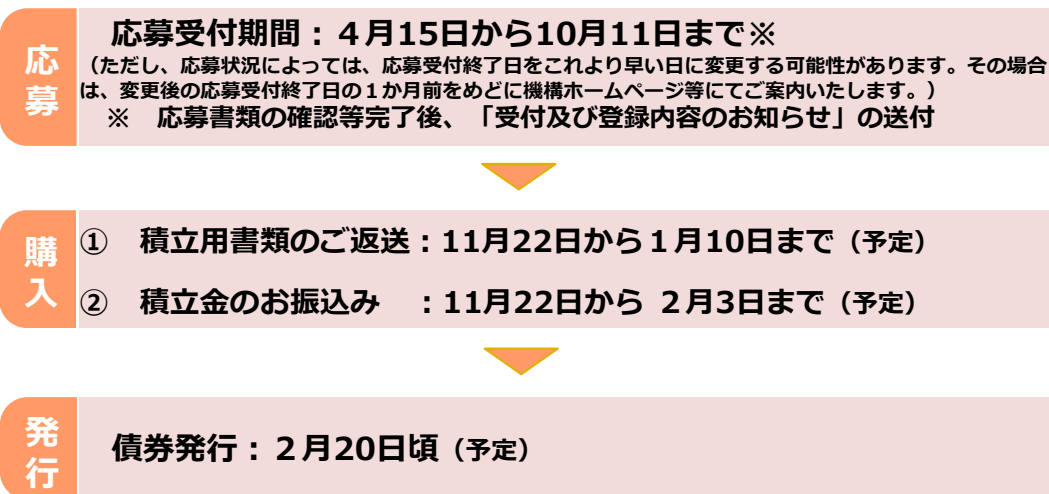 応募
応募受付期間：４月15日から10月11日まで※
（ただし、応募状況によっては、応募受付終了日をこれより早い日に変更する可能性があります。その場合
は、変更後の応募受付終了日の１か月前をめどに機構ホームページ等にてご案内いたします。）
※　応募書類の確認等完了後、「受付及び登録内容のお知らせ」の送付
購入
①　積立用書類のご返送：11月22日から１月10日まで（予定）
②　積立金のお振込み　：11月22日から ２月3日まで（予定）
発行
債券発行：２月20日頃（予定）